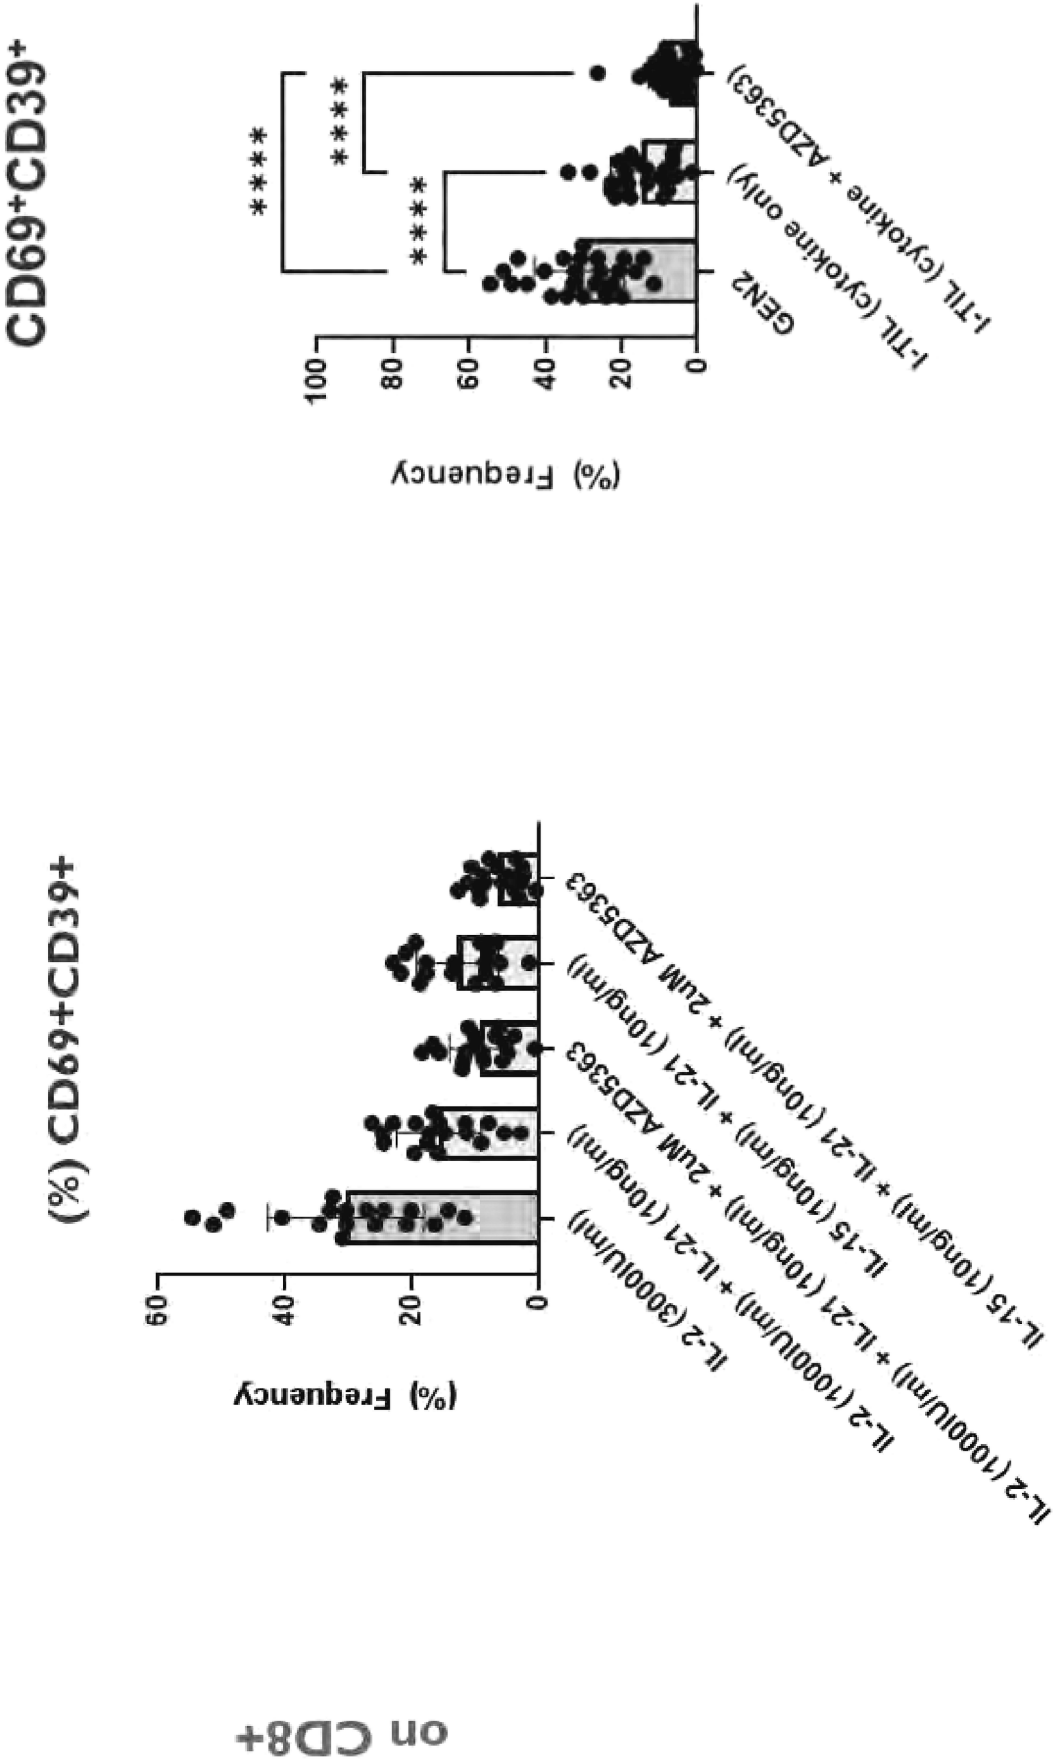 on CD8+
(%) CD69+CD39+
(%) Frequency
60
40
20
0
IL-2 (3000IU/ml)
IL-2 (1000IU/ml) + IL-21 (10ng/ml)
IL-2 (1000IU/ml) + IL-21 (10ng/ml) + 2uM AZD5363
IL-15 (10ng/ml) + IL-21 (10ng/ml)
IL-15 (10ng/ml) + IL-21 (10ng/ml) + 2uM AZD5363
CD69⁺CD39⁺
(%) Frequency
100
80
60
40
20
0
****
****
****
GEN2
I-TIL (cytokine only)
I-TIL (cytokine + AZD5363)